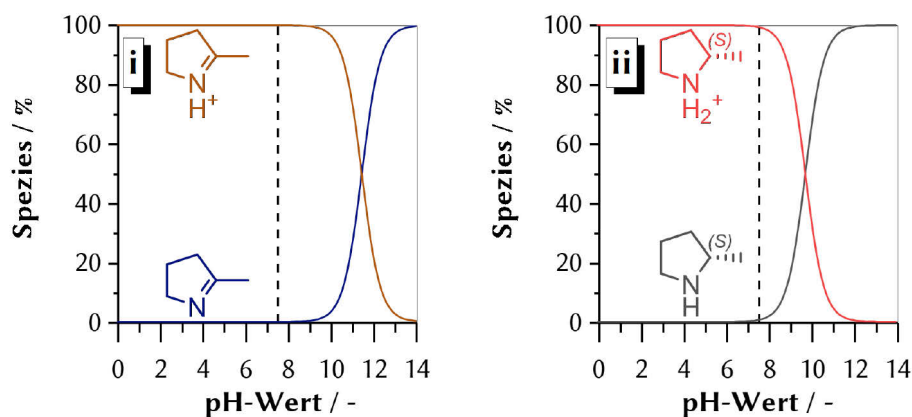 i
N
H+
N
Spezies / %
100
80
60
40
20
0
0 2 4 6 8 10 12 14
pH-Wert / -
ii
(S)
N
H2+
(S)
N
H
Spezies / %
100
80
60
40
20
0
0 2 4 6 8 10 12 14
pH-Wert / -